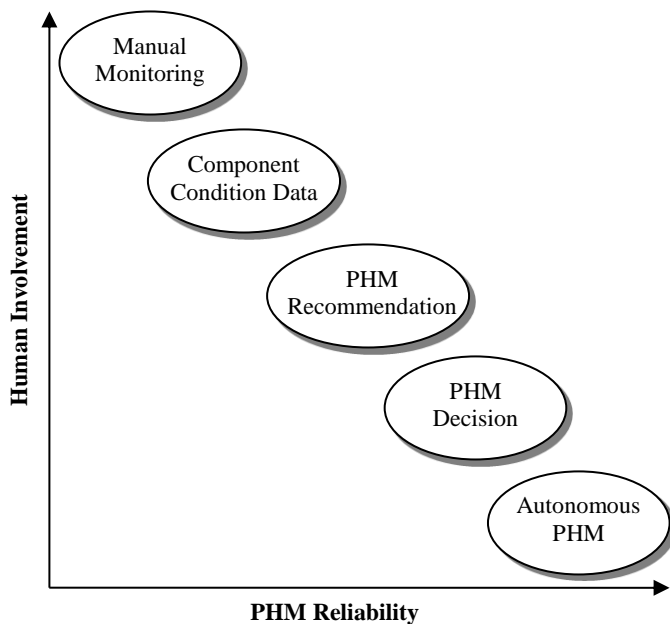 Manual
Monitoring
Component
Condition Data
PHM
Recommendation
PHM
Decision
Autonomous
PHM
Human Involvement
PHM Reliability